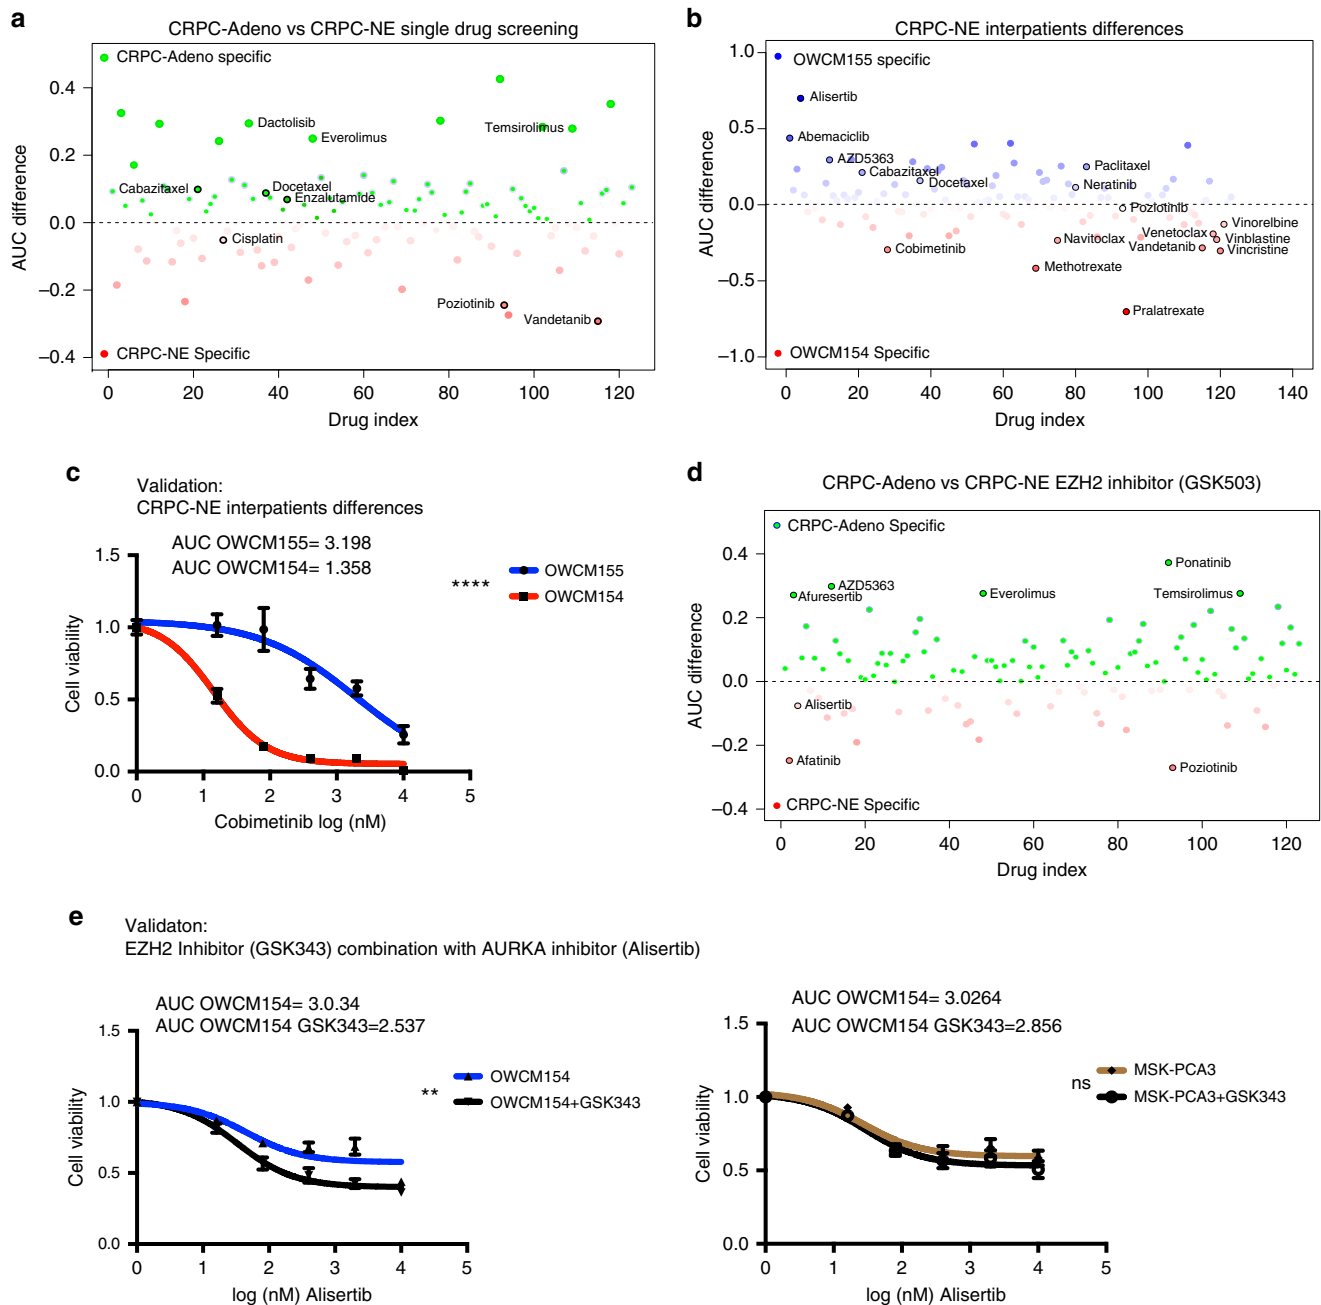 a
CRPC-Adeno vs CRPC-NE single drug screening
CRPC-Adeno specific
Dactolisib
Everolimus
Temsirolimus
Cabazitaxel
Docetaxel
Enzalutamide
Cisplatin
Poziotinib
Vandetanib
CRPC-NE Specific
AUC difference
0.4
0.2
0.0
–0.2
–0.4
0 20 40 60 80 100 120
Drug index
b
CRPC-NE interpatients differences
OWCM155 specific
Alisertib
Abemaciclib
AZD5363
Cabazitaxel
Docetaxel
Paclitaxel
Neratinib
Poziotinib
Vinorelbine
Venetoclax
Vinblastine
Navitoclax
Vandetanib
Vincristine
Cobimetinib
Methotrexate
Pralatrexate
OWCM154 Specific
AUC difference
1.0
0.5
0.0
–0.5
–1.0
0 20 40 60 80 100 120 140
Drug index
c
Validation:
CRPC-NE interpatients differences
AUC OWCM155= 3.198
AUC OWCM154= 1.358
****
OWCM155
OWCM154
Cell viability
1.5
1.0
0.5
0.0
0 1 2 3 4 5
Cobimetinib log (nM)
d
CRPC-Adeno vs CRPC-NE EZH2 inhibitor (GSK503)
CRPC-Adeno Specific
Ponatinib
AZD5363
Afuresertib
Everolimus
Temsirolimus
Alisertib
Afatinib
Poziotinib
CRPC-NE Specific
AUC difference
0.4
0.2
0.0
–0.2
–0.4
0 20 40 60 80 100 120
Drug index
e
Validaton:
EZH2 Inhibitor (GSK343) combination with AURKA inhibitor (Alisertib)
AUC OWCM154= 3.0.34
AUC OWCM154 GSK343=2.537
**
OWCM154
OWCM154+GSK343
Cell viability
1.5
1.0
0.5
0.0
0 1 2 3 4 5
log (nM) Alisertib
AUC OWCM154= 3.0264
AUC OWCM154 GSK343=2.856
ns
MSK-PCA3
MSK-PCA3+GSK343
Cell viability
1.5
1.0
0.5
0.0
0 1 2 3 4 5
log (nM) Alisertib